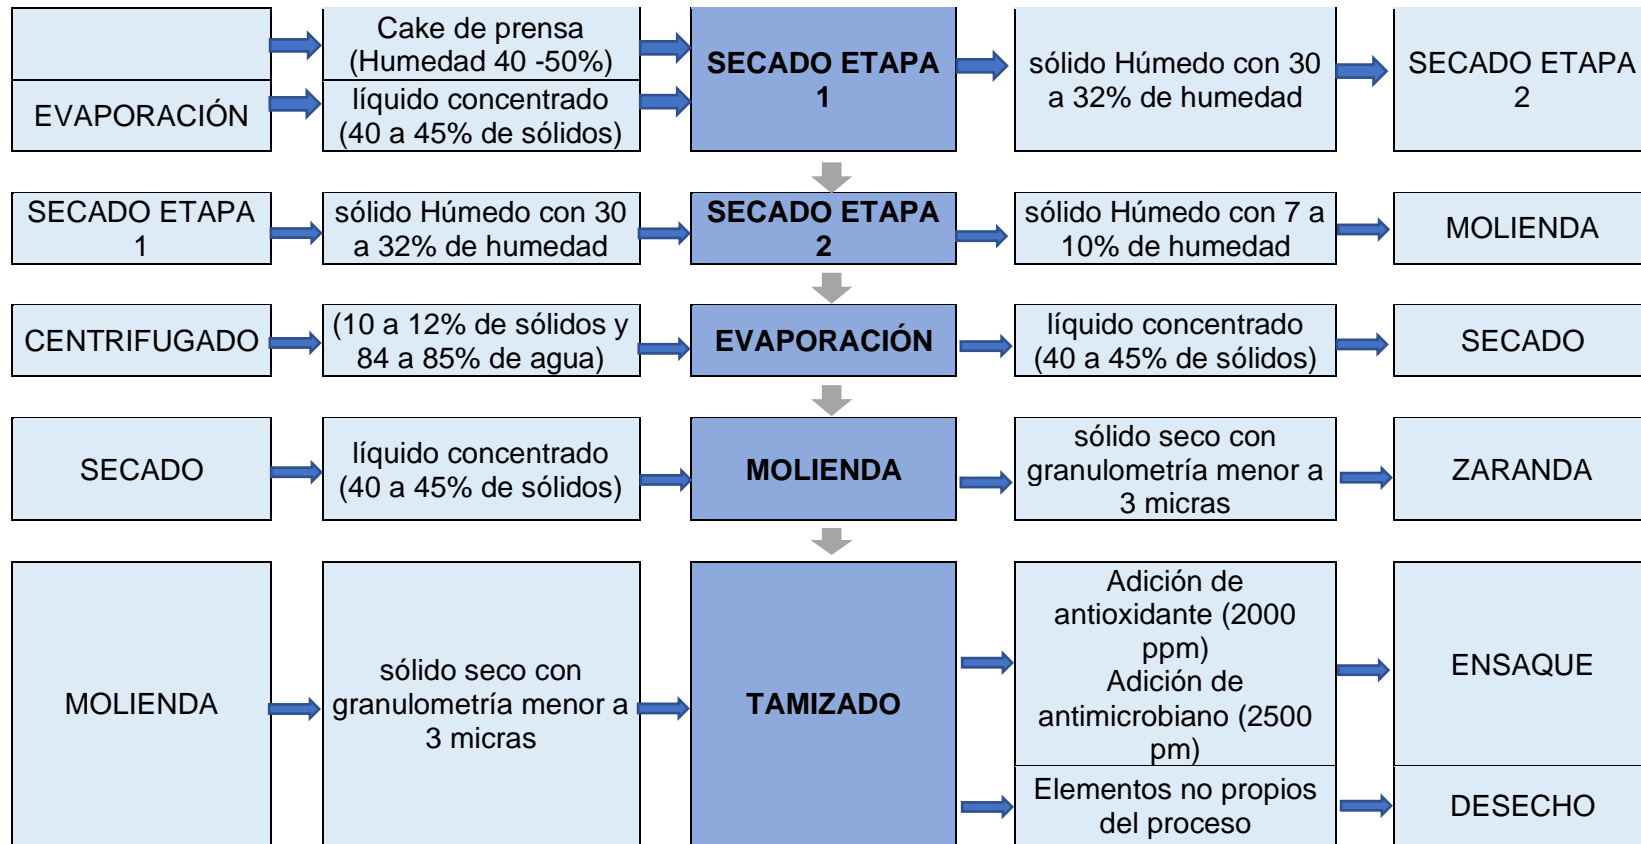 Cake de prensa
(Humedad 40 -50%)
EVAPORACIÓN
líquido concentrado
(40 a 45% de sólidos)
SECADO ETAPA
1
sólido Húmedo con 30
a 32% de humedad
SECADO ETAPA
2
SECADO ETAPA
1
sólido Húmedo con 30
a 32% de humedad
SECADO ETAPA
2
sólido Húmedo con 7 a
10% de humedad
MOLIENDA
CENTRIFUGADO
(10 a 12% de sólidos y
84 a 85% de agua)
EVAPORACIÓN
líquido concentrado
(40 a 45% de sólidos)
SECADO
SECADO
líquido concentrado
(40 a 45% de sólidos)
MOLIENDA
sólido seco con
granulometría menor a
3 micras
ZARANDA
MOLIENDA
sólido seco con
granulometría menor a
3 micras
TAMIZADO
Adición de
antioxidante (2000
ppm)
Adición de
antimicrobiano (2500
pm)
ENSAQUE
Elementos no propios
del proceso
DESECHO